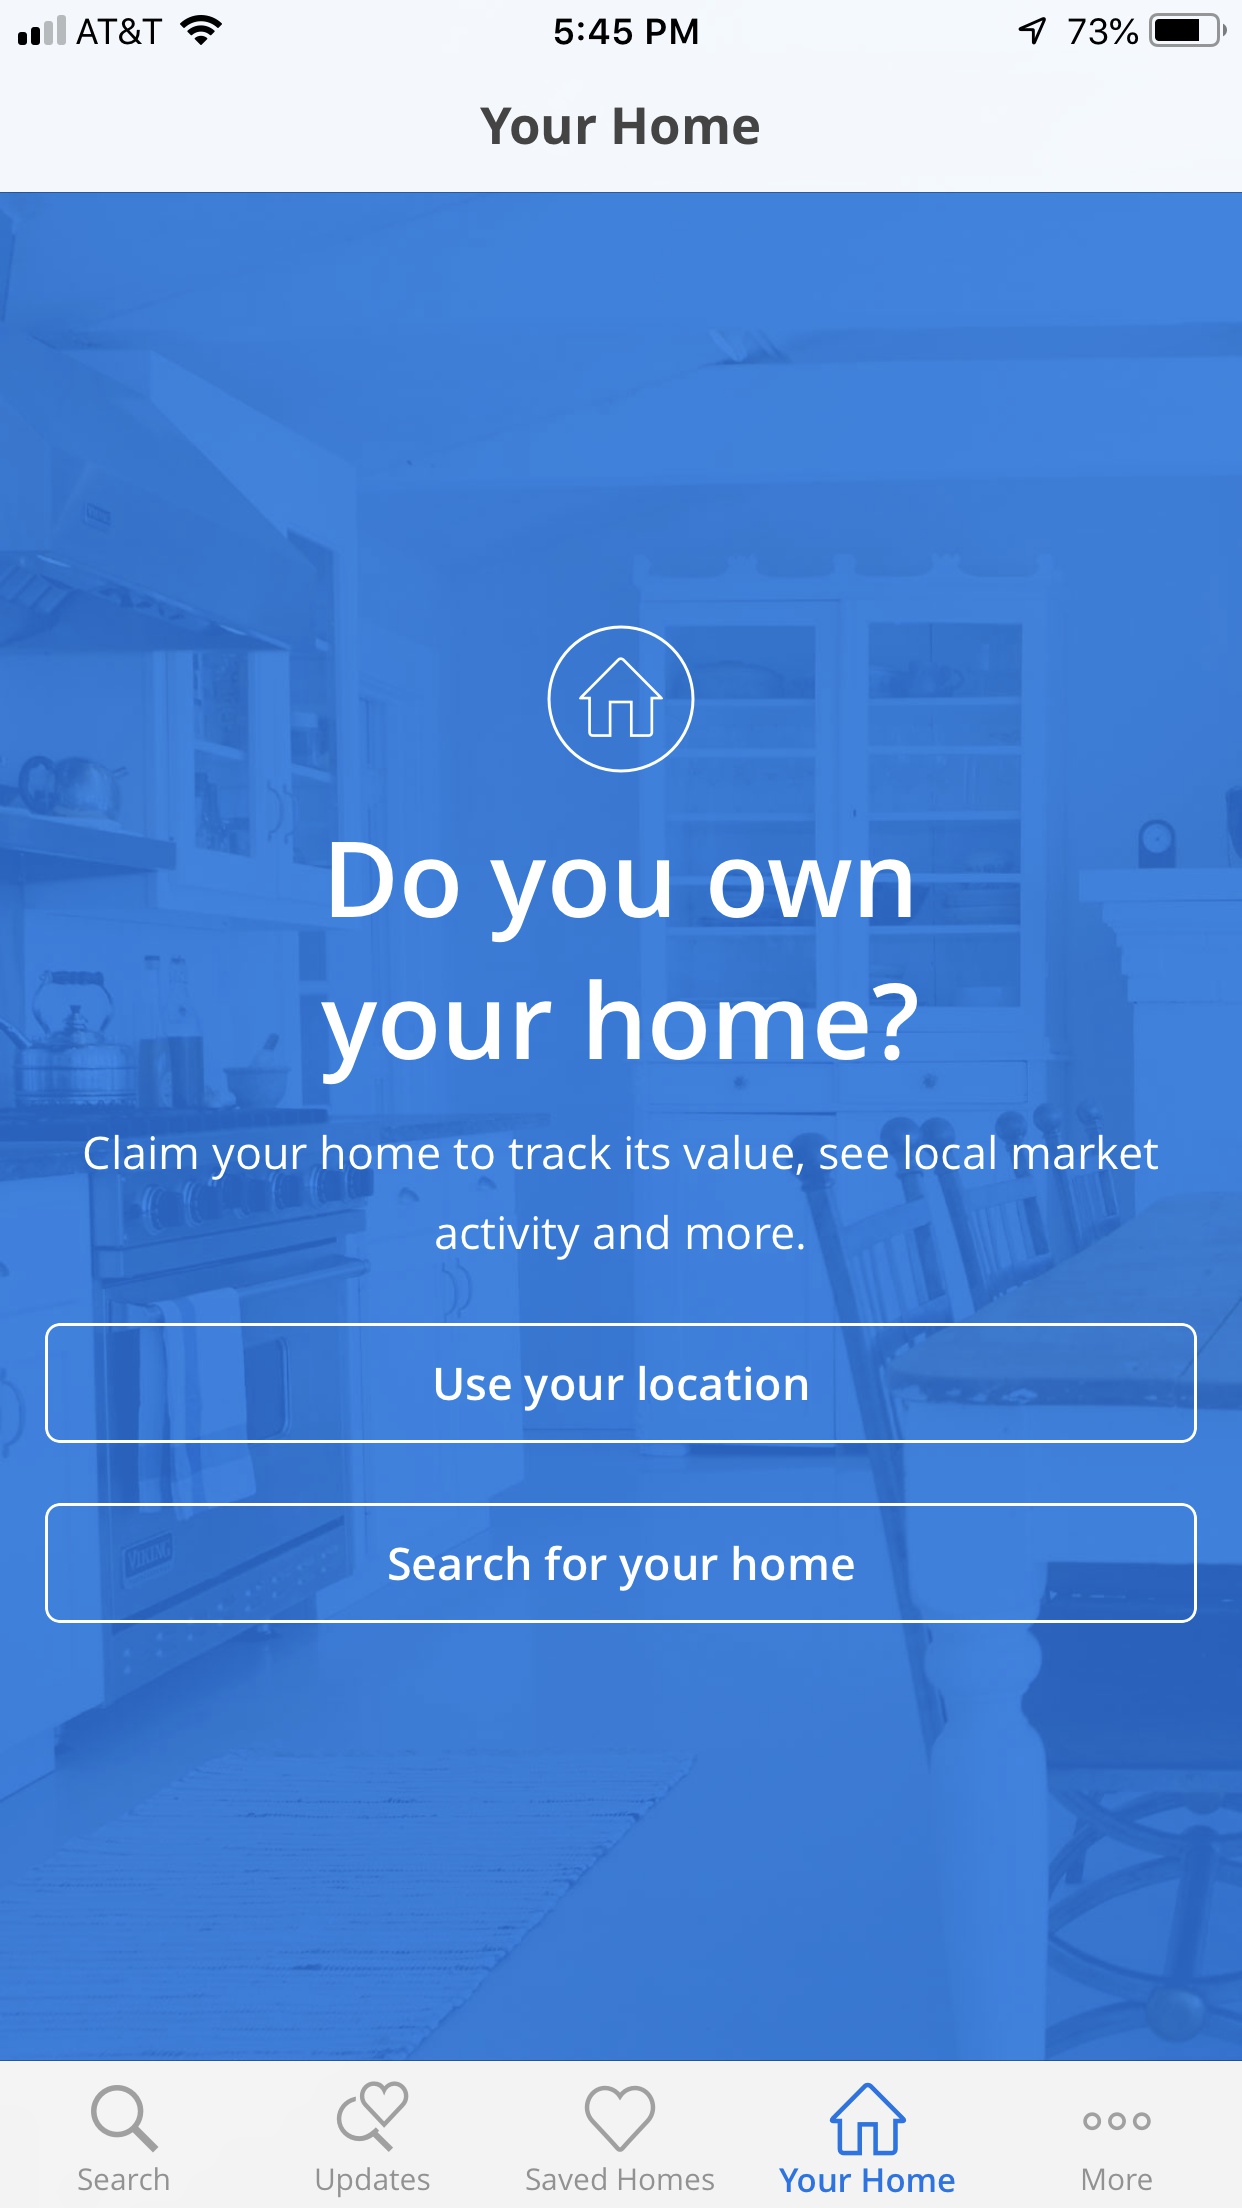 AT&T 5:45 PM 73%
Your Home
Do you own
your home?
Claim your home to track its value, see local market
activity and more.
Use your location
Search for your home
VIKING
Search Updates Saved Homes Your Home More